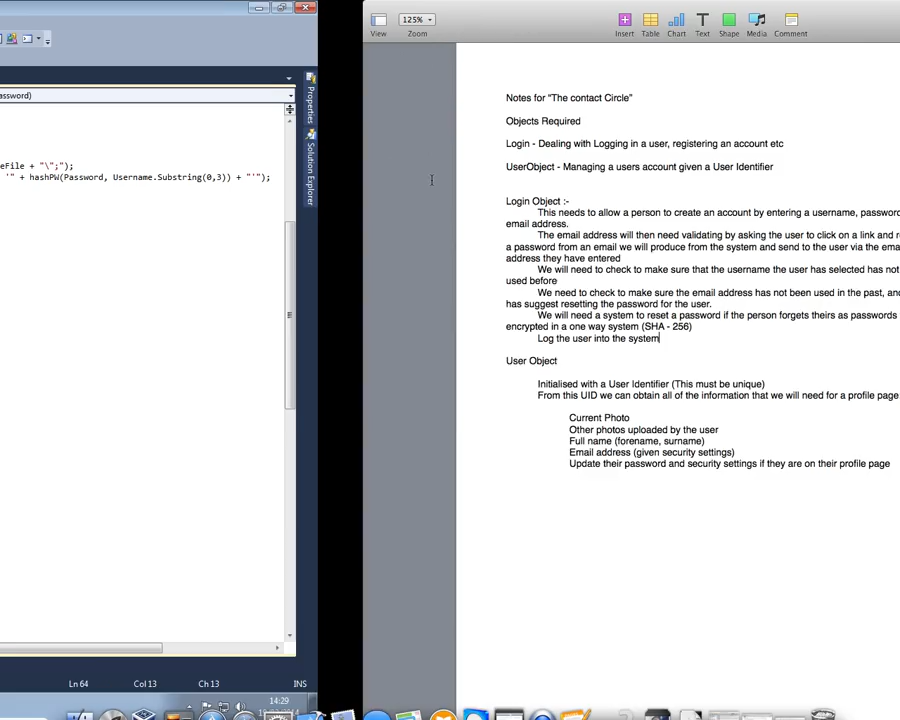 125%
View
Zoom
Insert
Table
Chart
Text
Shape
Media
Comment
Properties
Solution Explorer
assword)
eFile + "\";");
'" + hashPW(Password, Username.Substring(0,3)) + "'");
Ln 64
Col 13
Ch 13
INS
14:29
Notes for "The contact Circle"
Objects Required
Login - Dealing with Logging in a user, registering an account etc
UserObject - Managing a users account given a User Identifier
Login Object :-
This needs to allow a person to create an account by entering a username, passwor
email address.
The email address will then need validating by asking the user to click on a link and r
a password from an email we will produce from the system and send to the user via the ema
address they have entered
We will need to check to make sure that the username the user has selected has not
used before
We need to check to make sure the email address has not been used in the past, and
has suggest resetting the password for the user.
We will need a system to reset a password if the person forgets theirs as passwords
encrypted in a one way system (SHA - 256)
Log the user into the system
User Object
Initialised with a User Identifier (This must be unique)
From this UID we can obtain all of the information that we will need for a profile page
Current Photo
Other photos uploaded by the user
Full name (forename, surname)
Email address (given security settings)
Update their password and security settings if they are on their profile page